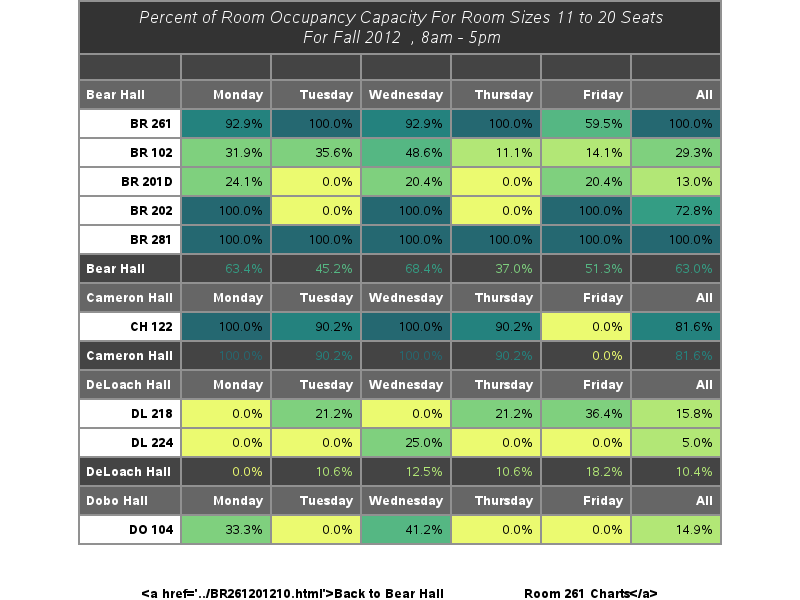 Percent of Room Occupancy Capacity For Room Sizes 11 to 20 Seats
For Fall 2012 , 8am - 5pm
Bear Hall Monday Tuesday Wednesday Thursday Friday All
BR 261 92.9% 100.0% 92.9% 100.0% 59.5% 100.0%
BR 102 31.9% 35.6% 48.6% 11.1% 14.1% 29.3%
BR 201D 24.1% 0.0% 20.4% 0.0% 20.4% 13.0%
BR 202 100.0% 0.0% 100.0% 0.0% 100.0% 72.8%
BR 281 100.0% 100.0% 100.0% 100.0% 100.0% 100.0%
Bear Hall 63.4% 45.2% 68.4% 37.0% 51.3% 63.0%
Cameron Hall Monday Tuesday Wednesday Thursday Friday All
CH 122 100.0% 90.2% 100.0% 90.2% 0.0% 81.6%
Cameron Hall 100.0% 90.2% 100.0% 90.2% 0.0% 81.6%
DeLoach Hall Monday Tuesday Wednesday Thursday Friday All
DL 218 0.0% 21.2% 0.0% 21.2% 36.4% 15.8%
DL 224 0.0% 0.0% 25.0% 0.0% 0.0% 5.0%
DeLoach Hall 0.0% 10.6% 12.5% 10.6% 18.2% 10.4%
Dobo Hall Monday Tuesday Wednesday Thursday Friday All
DO 104 33.3% 0.0% 41.2% 0.0% 0.0% 14.9%
<a href='../BR261201210.html'>Back to Bear Hall Room 261 Charts</a>